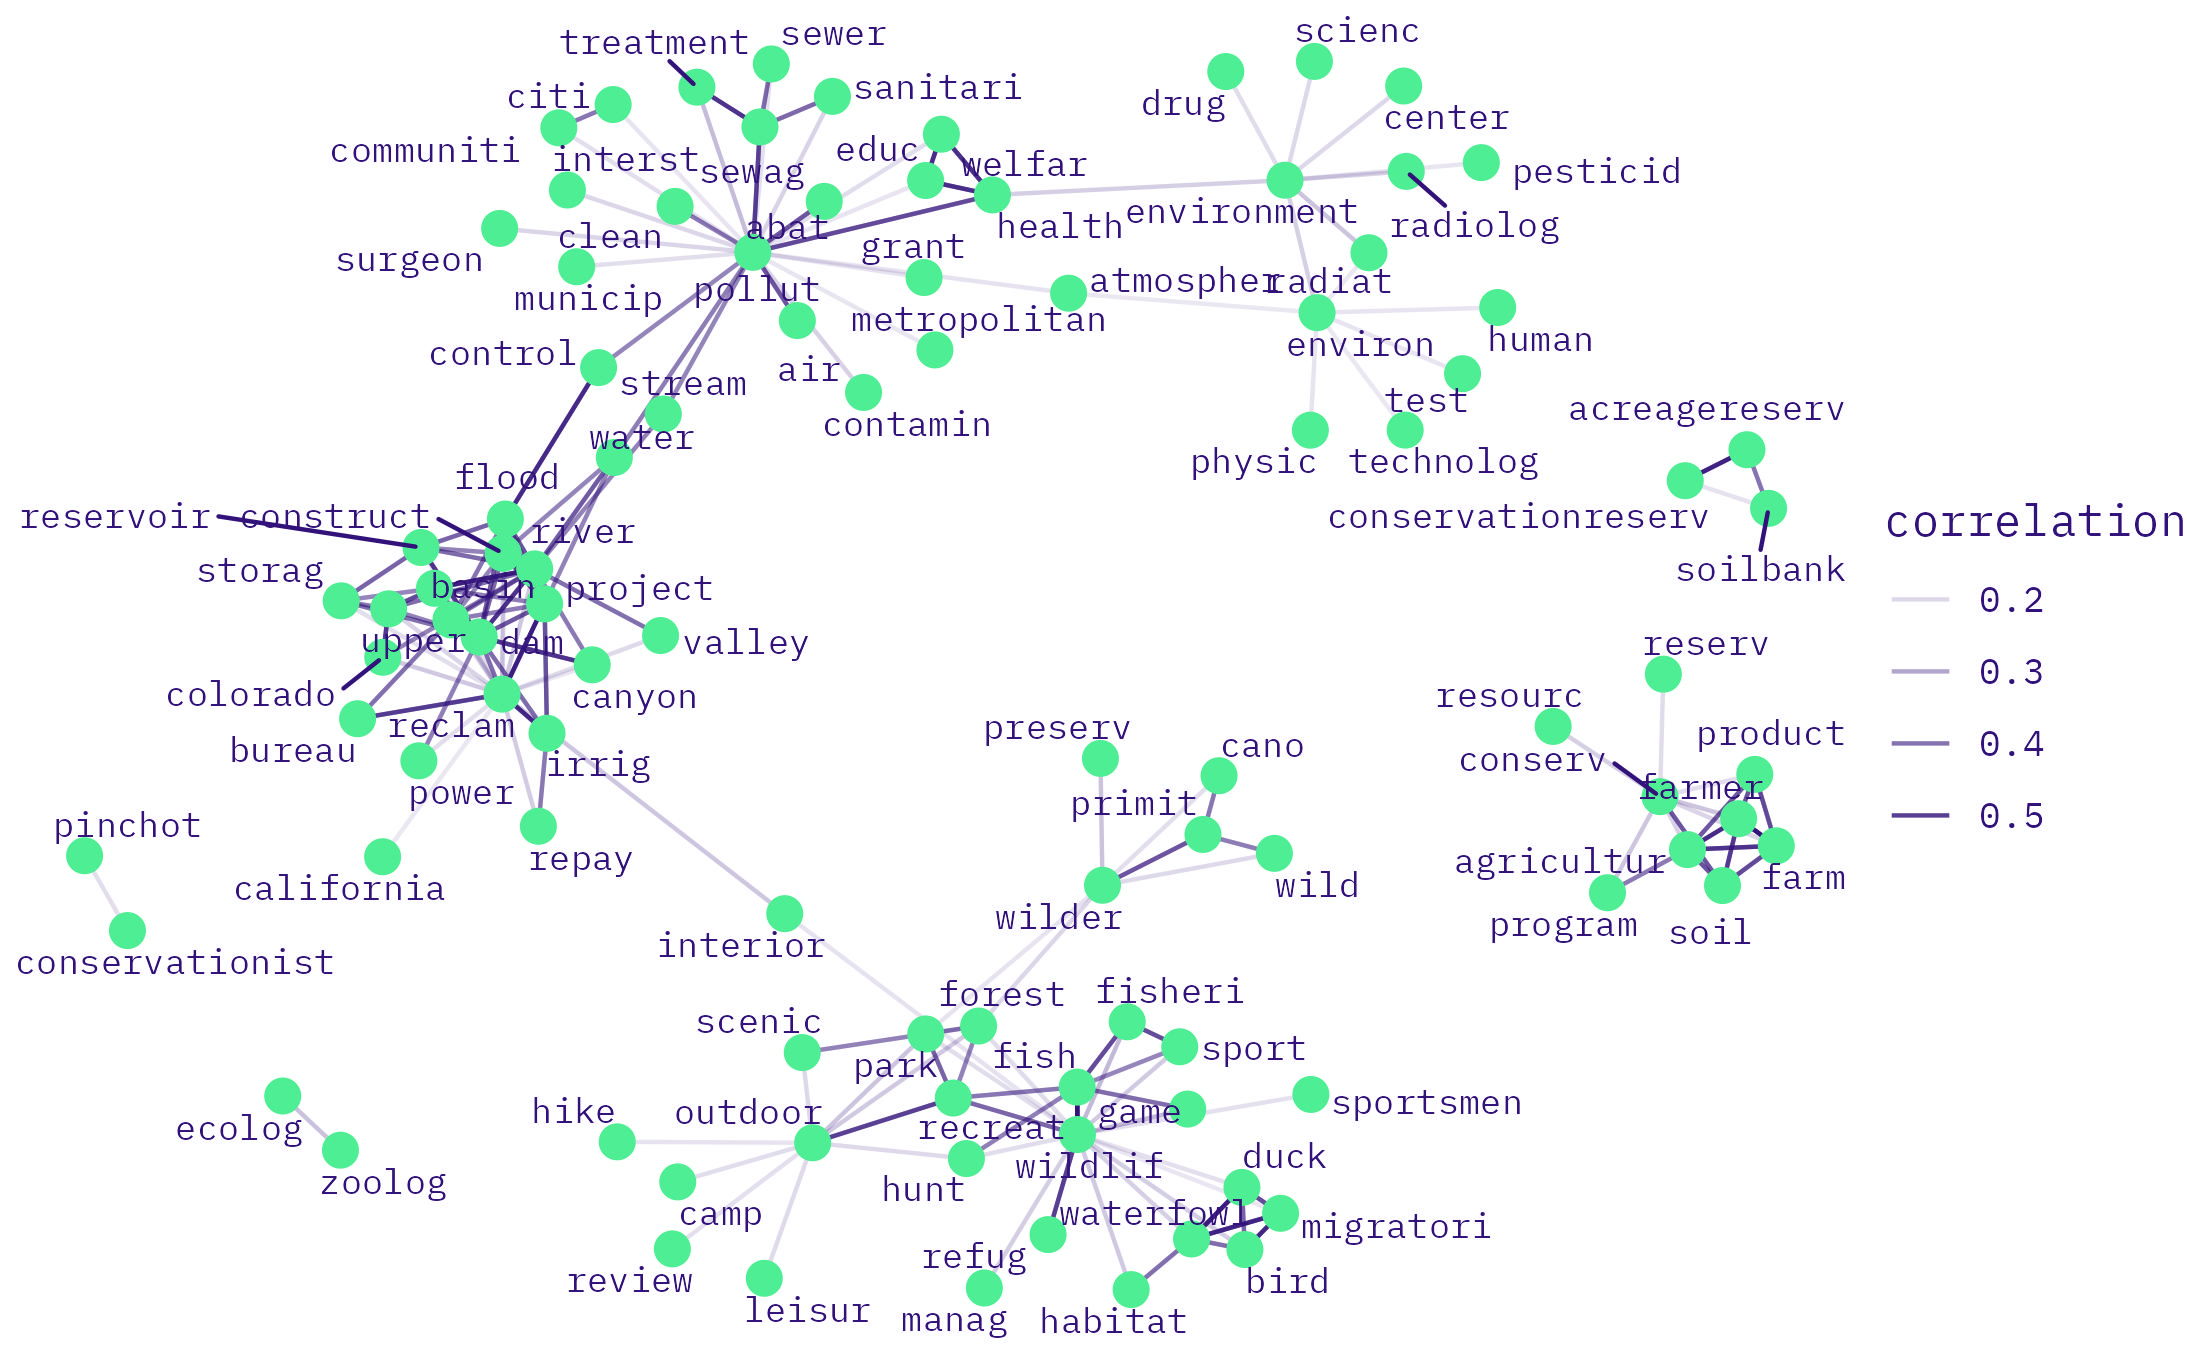 treatment
sewer
scienc
citi
sanitari
drug
center
communiti
interst
sewag
educ
welfar
pesticid
surgeon
clean
abat
grant
health
environment
radiolog
municip
pollut
atmospher
radiat
control
stream
air
metropolitan
environ
human
contamin
test
acreagereserv
water
physic
technolog
flood
reservoir
construct
river
conservationreserv
correlation
storag
basin
project
soilbank
0.2
upper
dam
valley
reserv
0.3
colorado
reclam
canyon
resourc
bureau
irrig
preserv
cano
conserv
product
0.4
power
primit
farmer
0.5
pinchot
repay
california
wild
agricultur
farm
conservationist
interior
wilder
program
soil
scenic
forest
fisheri
park
fish
sport
ecolog
hike
outdoor
recreat
game
sportsmen
zoolog
hunt
wildlif
duck
camp
waterfowl
migratori
review
refug
bird
leisur
manag
habitat